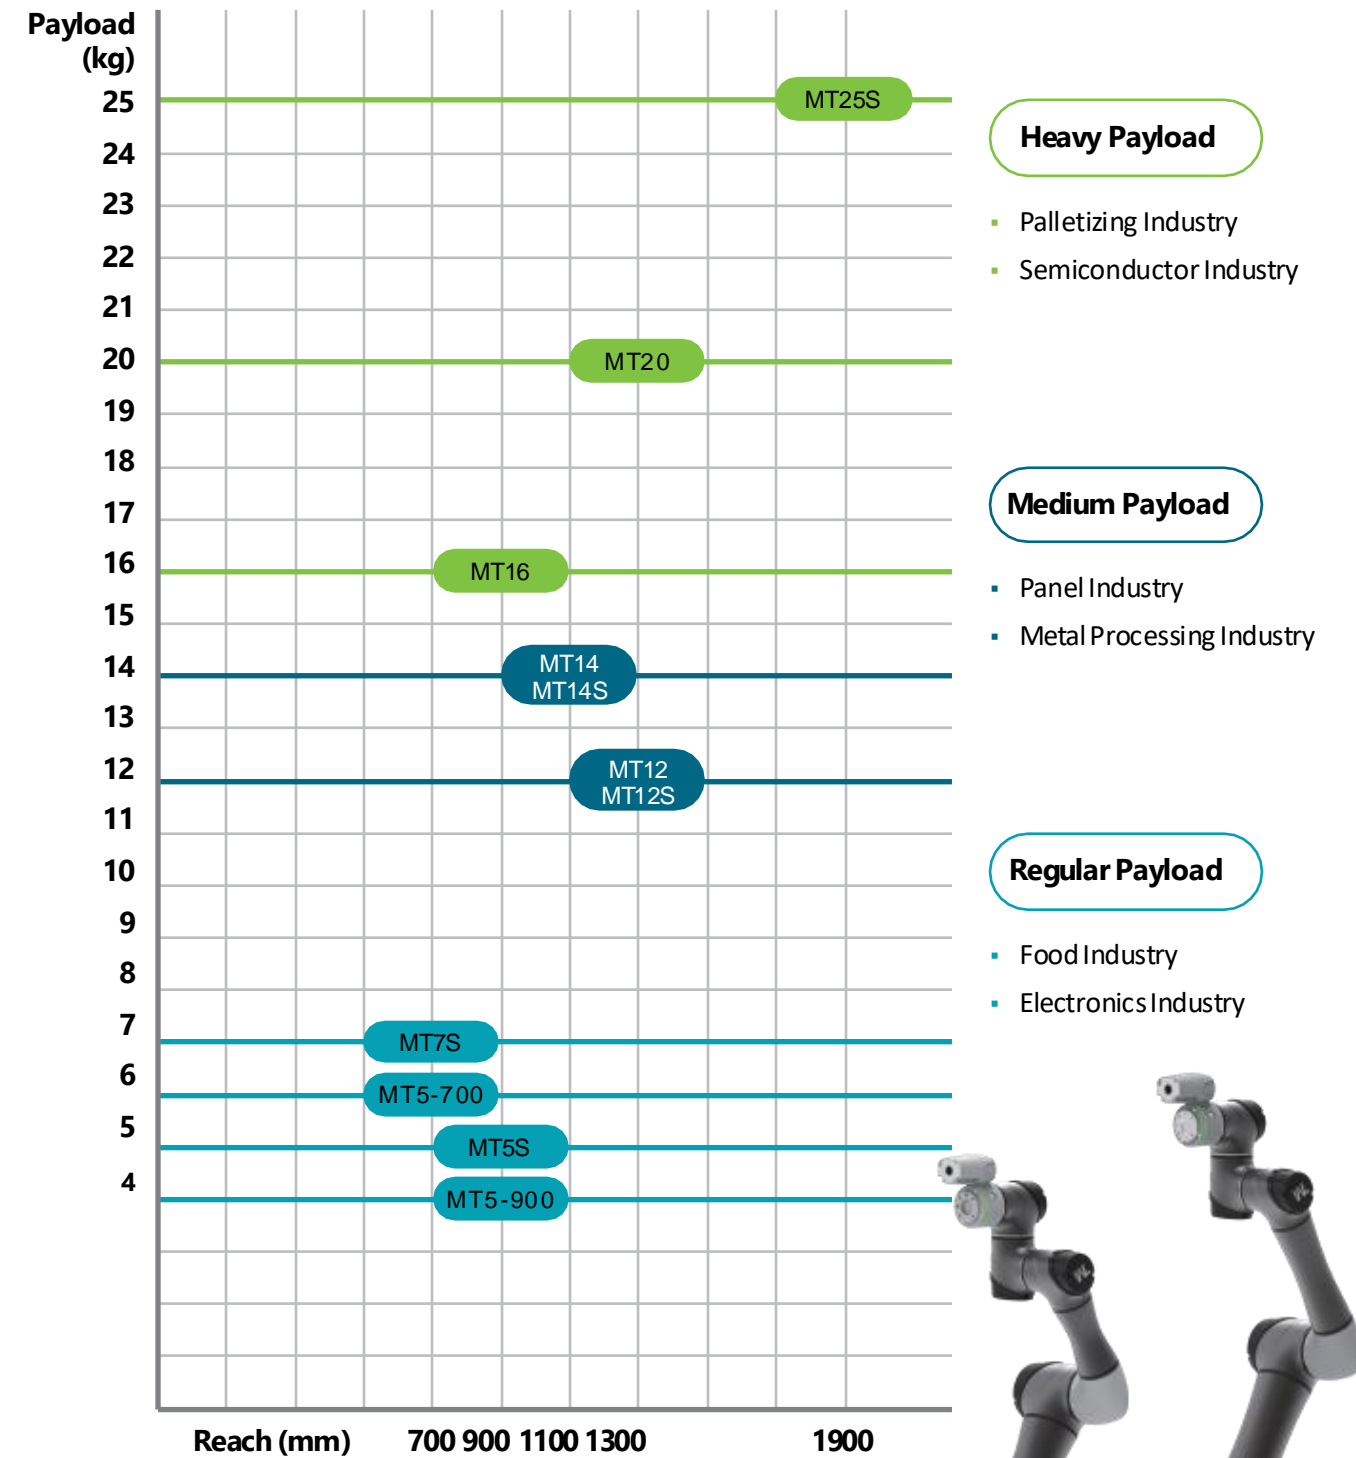 Payload
(kg)
25
24
23
22
21
20
19
18
17
16
15
14
13
12
11
10
9
8
7
6
5
4
MT25S
MT20
MT16
MT14
MT14S
MT12
MT12S
MT7S
MT5-700
MT5S
MT5-900
Reach (mm) 700 900 1100 1300 1900
Heavy Payload
▪ Palletizing Industry
▪ Semiconductor Industry
Medium Payload
▪ Panel Industry
▪ Metal Processing Industry
Regular Payload
▪ Food Industry
▪ Electronics Industry